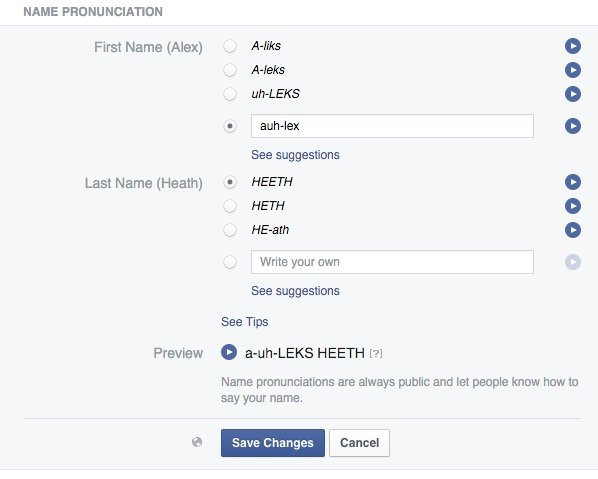 NAME PRONUNCIATION
First Name (Alex)
A-liks
A-leks
uh-LEKS
auh-lex
See suggestions
Last Name (Heath)
HEETH
HETH
HE-ath
Write your own
See suggestions
See Tips
Preview a-uh-LEKS HEETH [?]
Name pronunciations are always public and let people know how to
say your name.
Save Changes Cancel